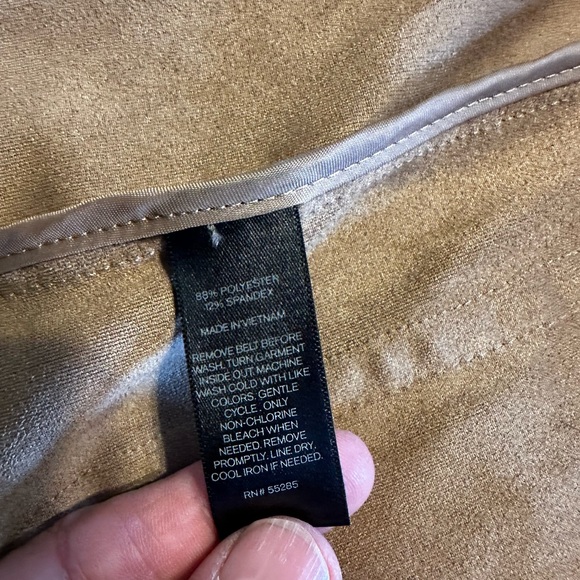 88% POLYESTER
12% SPANDEX
MADE IN VIETNAM
REMOVE BELT BEFORE
WASH. TURN GARMENT
INSIDE OUT. MACHINE
WASH COLD WITH LIKE
COLORS. GENTLE
CYCLE. ONLY
NON-CHLORINE
BLEACH WHEN
NEEDED. REMOVE
PROMPTLY. LINE DRY.
COOL IRON IF NEEDED.
RN# 55285